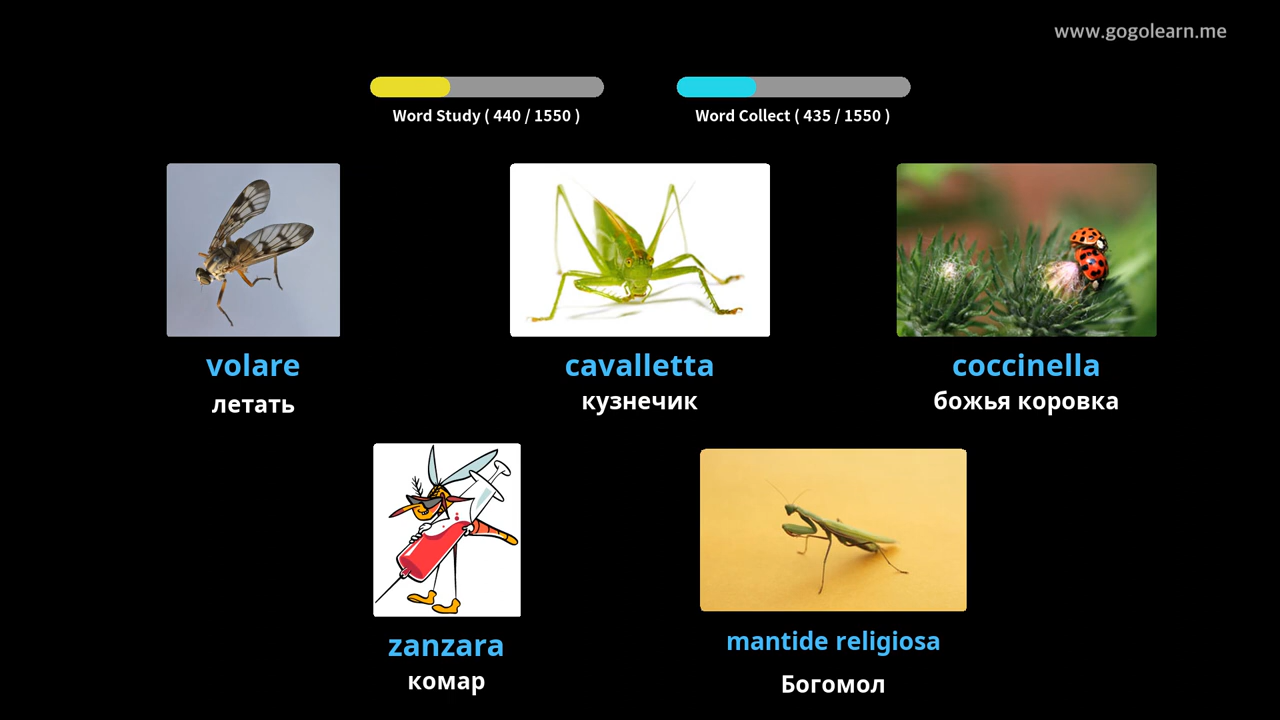 www.gogolearn.me
Word Study ( 440 / 1550 )
Word Collect ( 435 / 1550 )
volare
летать
cavalletta
кузнечик
coccinella
божья коровка
zanzara
комар
mantide religiosa
Богомол